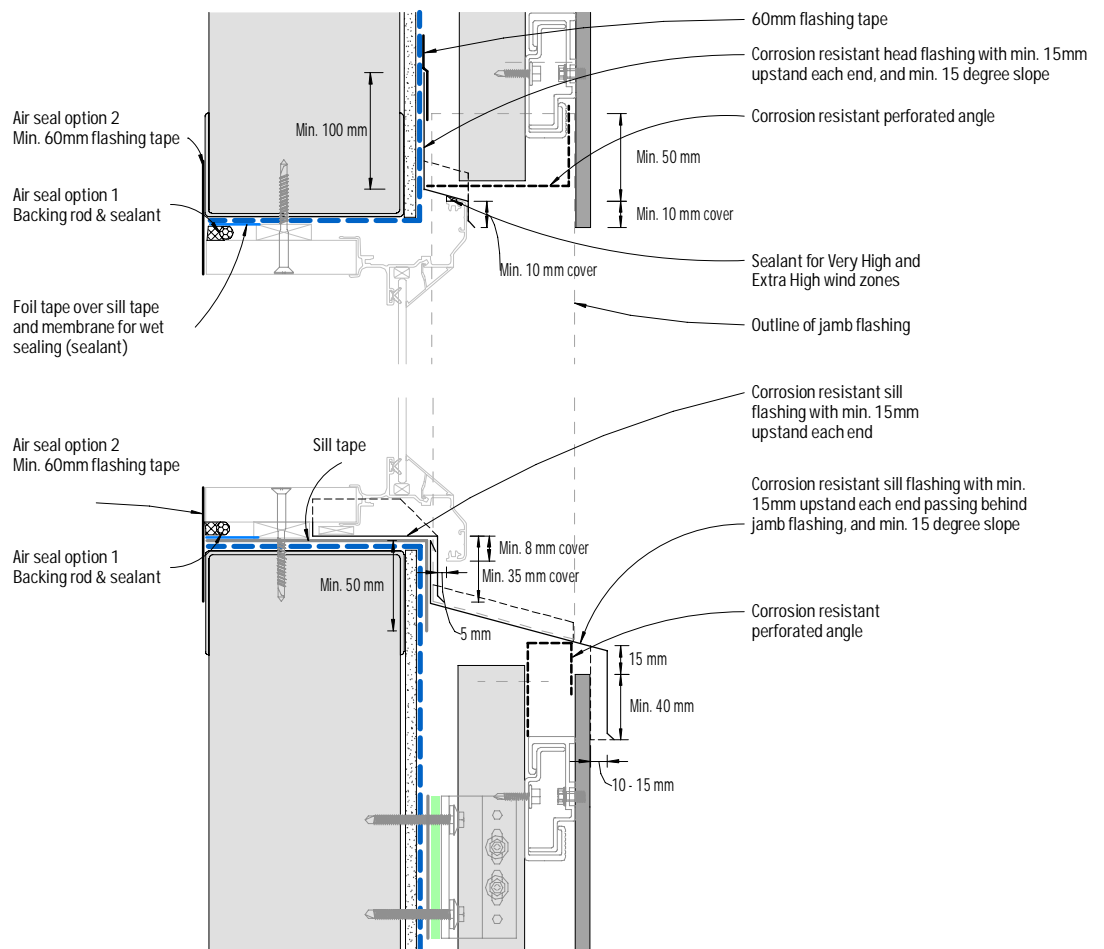 60mm flashing tape
Corrosion resistant head flashing with min. 15mm
upstand each end, and min. 15 degree slope
Air seal option 2
Min. 60mm flashing tape
Min. 100 mm
Corrosion resistant perforated angle
Min. 50 mm
Air seal option 1
Backing rod & sealant
Min. 10 mm cover
Min. 10 mm cover
Sealant for Very High and
Extra High wind zones
Foil tape over sill tape
and membrane for wet
sealing (sealant)
Outline of jamb flashing
Corrosion resistant sill
flashing with min. 15mm
upstand each end
Air seal option 2
Min. 60mm flashing tape
Sill tape
Corrosion resistant sill flashing with min.
15mm upstand each end passing behind
jamb flashing, and min. 15 degree slope
Air seal option 1
Backing rod & sealant
Min. 8 mm cover
Min. 35 mm cover
Min. 50 mm
5 mm
Corrosion resistant
perforated angle
15 mm
Min. 40 mm
10 - 15 mm